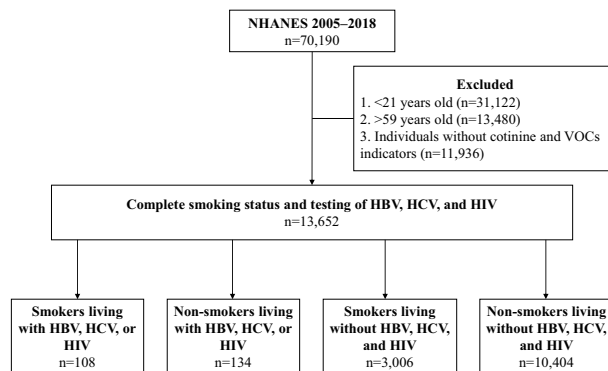 NHANES 2005–2018
n=70,190
Excluded
1. <21 years old (n=31,122)
2. >59 years old (n=13,480)
3. Individuals without cotinine and VOCs
indicators (n=11,936)
Complete smoking status and testing of HBV, HCV, and HIV
n=13,652
Smokers living
with HBV, HCV, or
HIV
n=108
Non-smokers living
with HBV, HCV, or
HIV
n=134
Smokers living
without HBV, HCV,
and HIV
n=3,006
Non-smokers living
without HBV, HCV,
and HIV
n=10,404